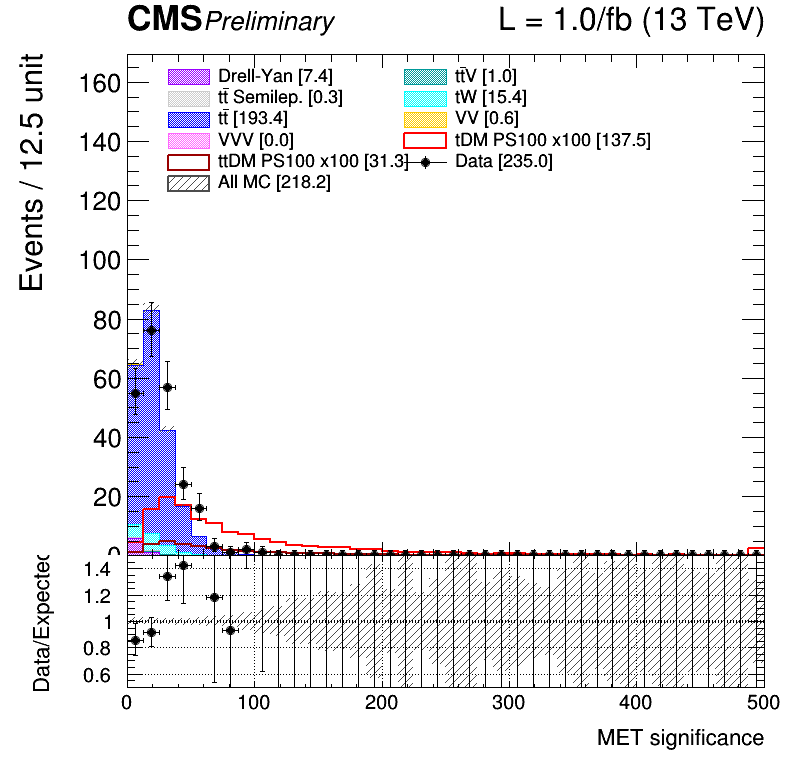 CMS Preliminary L = 1.0/fb (13 TeV)
Events / 12.5 unit
160
140
120
100
80
60
40
20
0
Drell-Yan [7.4]
tt̄ Semilep. [0.3]
tt̄ [193.4]
VVV [0.0]
ttDM PS100 x100 [31.3]
All MC [218.2]
tt̄V [1.0]
tW [15.4]
VV [0.6]
tDM PS100 x100 [137.5]
Data [235.0]
Data/Expected
1.4
1.2
1
0.8
0.6
0 100 200 300 400 500
MET significance